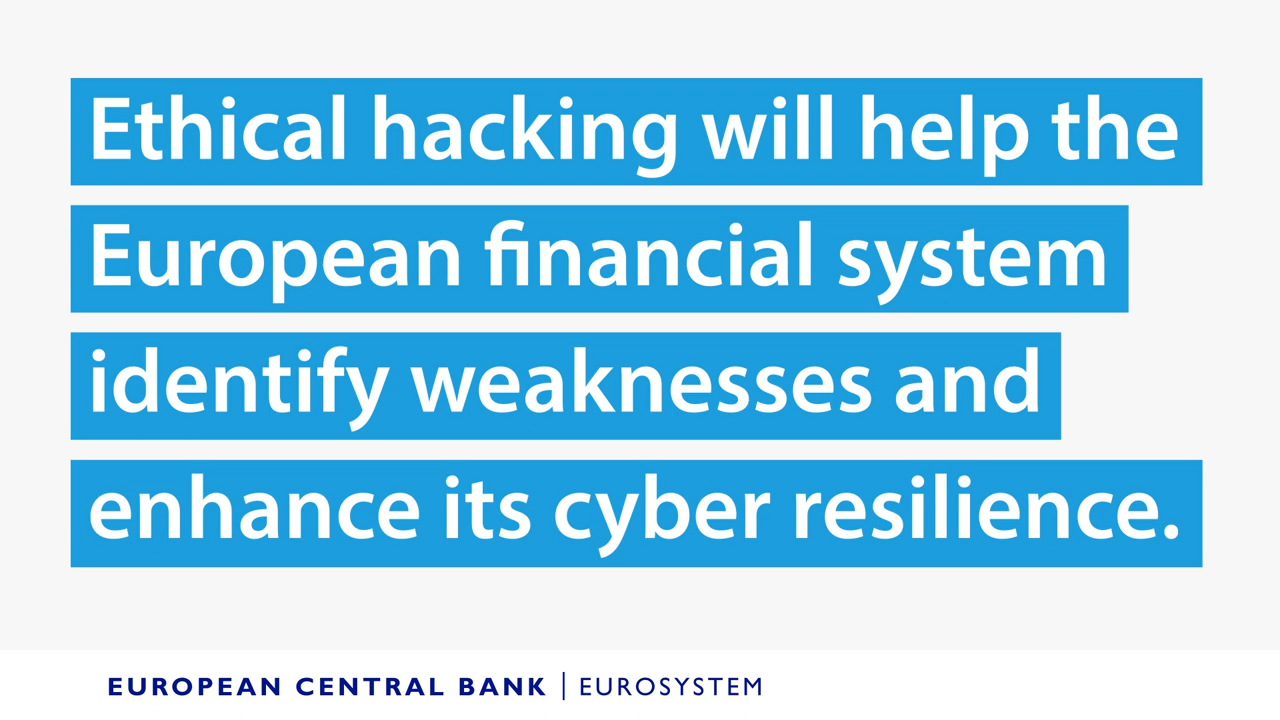 Ethical hacking will help the
European financial system
identify weaknesses and
enhance its cyber resilience.
EUROPEAN CENTRAL BANK | EUROSYSTEM